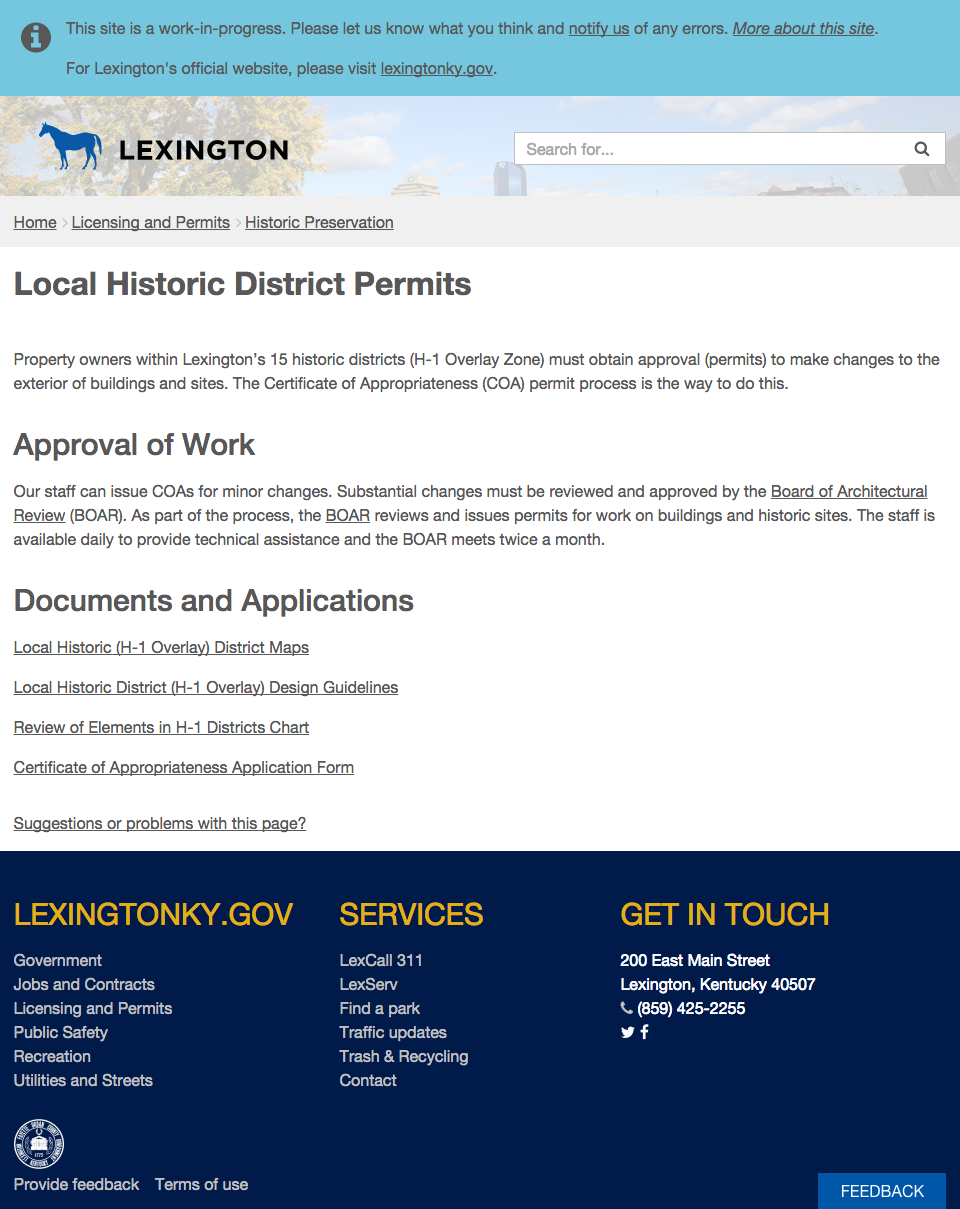 This site is a work-in-progress. Please let us know what you think and notify us of any errors. More about this site.
For Lexington's official website, please visit lexingtonky.gov.
LEXINGTON
Search for...
Home > Licensing and Permits > Historic Preservation
Local Historic District Permits
Property owners within Lexington’s 15 historic districts (H-1 Overlay Zone) must obtain approval (permits) to make changes to the
exterior of buildings and sites. The Certificate of Appropriateness (COA) permit process is the way to do this.
Approval of Work
Our staff can issue COAs for minor changes. Substantial changes must be reviewed and approved by the Board of Architectural
Review (BOAR). As part of the process, the BOAR reviews and issues permits for work on buildings and historic sites. The staff is
available daily to provide technical assistance and the BOAR meets twice a month.
Documents and Applications
Local Historic (H-1 Overlay) District Maps
Local Historic District (H-1 Overlay) Design Guidelines
Review of Elements in H-1 Districts Chart
Certificate of Appropriateness Application Form
Suggestions or problems with this page?
LEXINGTONKY.GOV
Government
Jobs and Contracts
Licensing and Permits
Public Safety
Recreation
Utilities and Streets
SERVICES
LexCall 311
LexServ
Find a park
Traffic updates
Trash & Recycling
Contact
GET IN TOUCH
200 East Main Street
Lexington, Kentucky 40507
(859) 425-2255
Provide feedback Terms of use
FEEDBACK